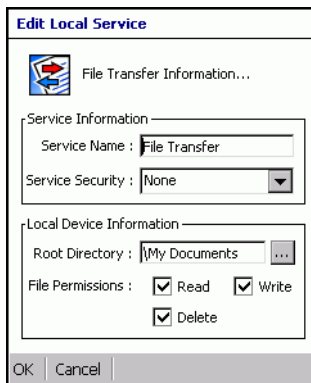 Edit Local Service
File Transfer Information...
Service Information
Service Name : File Transfer
Service Security : None
Local Device Information
Root Directory : \My Documents ...
File Permissions : Read Write
Delete
OK Cancel